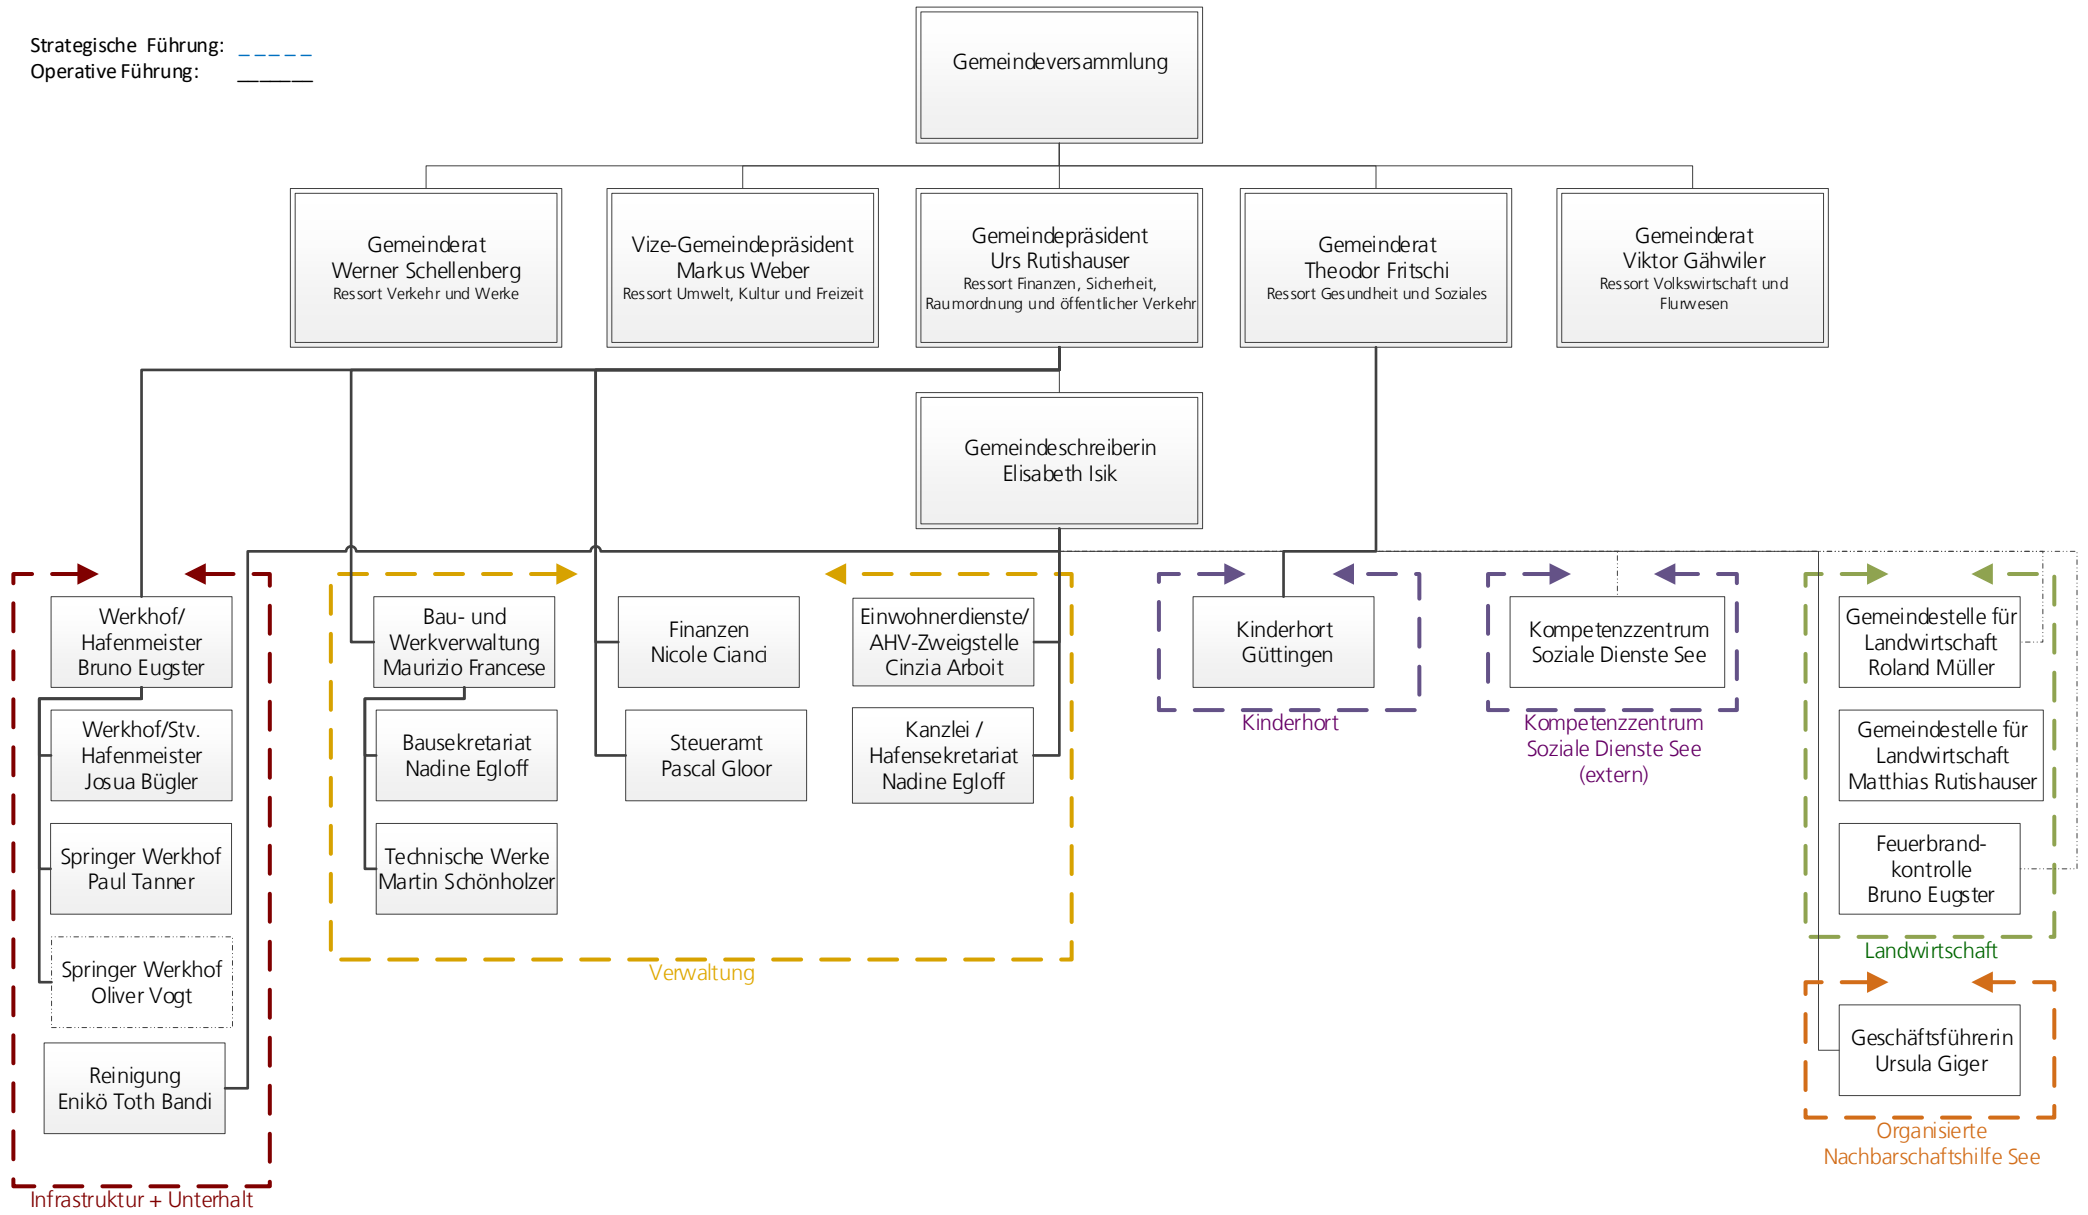 Strategische Führung: _ _ _ _ _
Operative Führung: _______
Gemeindeversammlung
Gemeinderat
Werner Schellenberg
Ressort Verkehr und Werke
Vize-Gemeindepräsident
Markus Weber
Ressort Umwelt, Kultur und Freizeit
Gemeindepräsident
Urs Rutishauser
Ressort Finanzen, Sicherheit,
Raumordnung und öffentlicher Verkehr
Gemeinderat
Theodor Fritschi
Ressort Gesundheit und Soziales
Gemeinderat
Viktor Gähwiler
Ressort Volkswirtschaft und
Flurwesen
Gemeindeschreiberin
Elisabeth Isik
Werkhof/
Hafenmeister
Bruno Eugster
Werkhof/Stv.
Hafenmeister
Josua Bügler
Springer Werkhof
Paul Tanner
Springer Werkhof
Oliver Vogt
Reinigung
Enikö Toth Bandi
Infrastruktur + Unterhalt
Bau- und
Werkverwaltung
Maurizio Francese
Bausekretariat
Nadine Egloff
Technische Werke
Martin Schönholzer
Finanzen
Nicole Cianci
Steueramt
Pascal Gloor
Einwohnerdienste/
AHV-Zweigstelle
Cinzia Arboit
Kanzlei /
Hafensekretariat
Nadine Egloff
Verwaltung
Kinderhort
Güttingen
Kinderhort
Kompetenzzentrum
Soziale Dienste See
Kompetenzzentrum
Soziale Dienste See
(extern)
Gemeindestelle für
Landwirtschaft
Roland Müller
Gemeindestelle für
Landwirtschaft
Matthias Rutishauser
Feuerbrand-
kontrolle
Bruno Eugster
Landwirtschaft
Geschäftsführerin
Ursula Giger
Organisierte
Nachbarschaftshilfe See